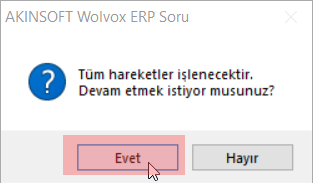 AKINSOFT Wolvox ERP Soru
Tüm hareketler işlenecektir.
Devam etmek istiyor musunuz?
Evet
Hayır